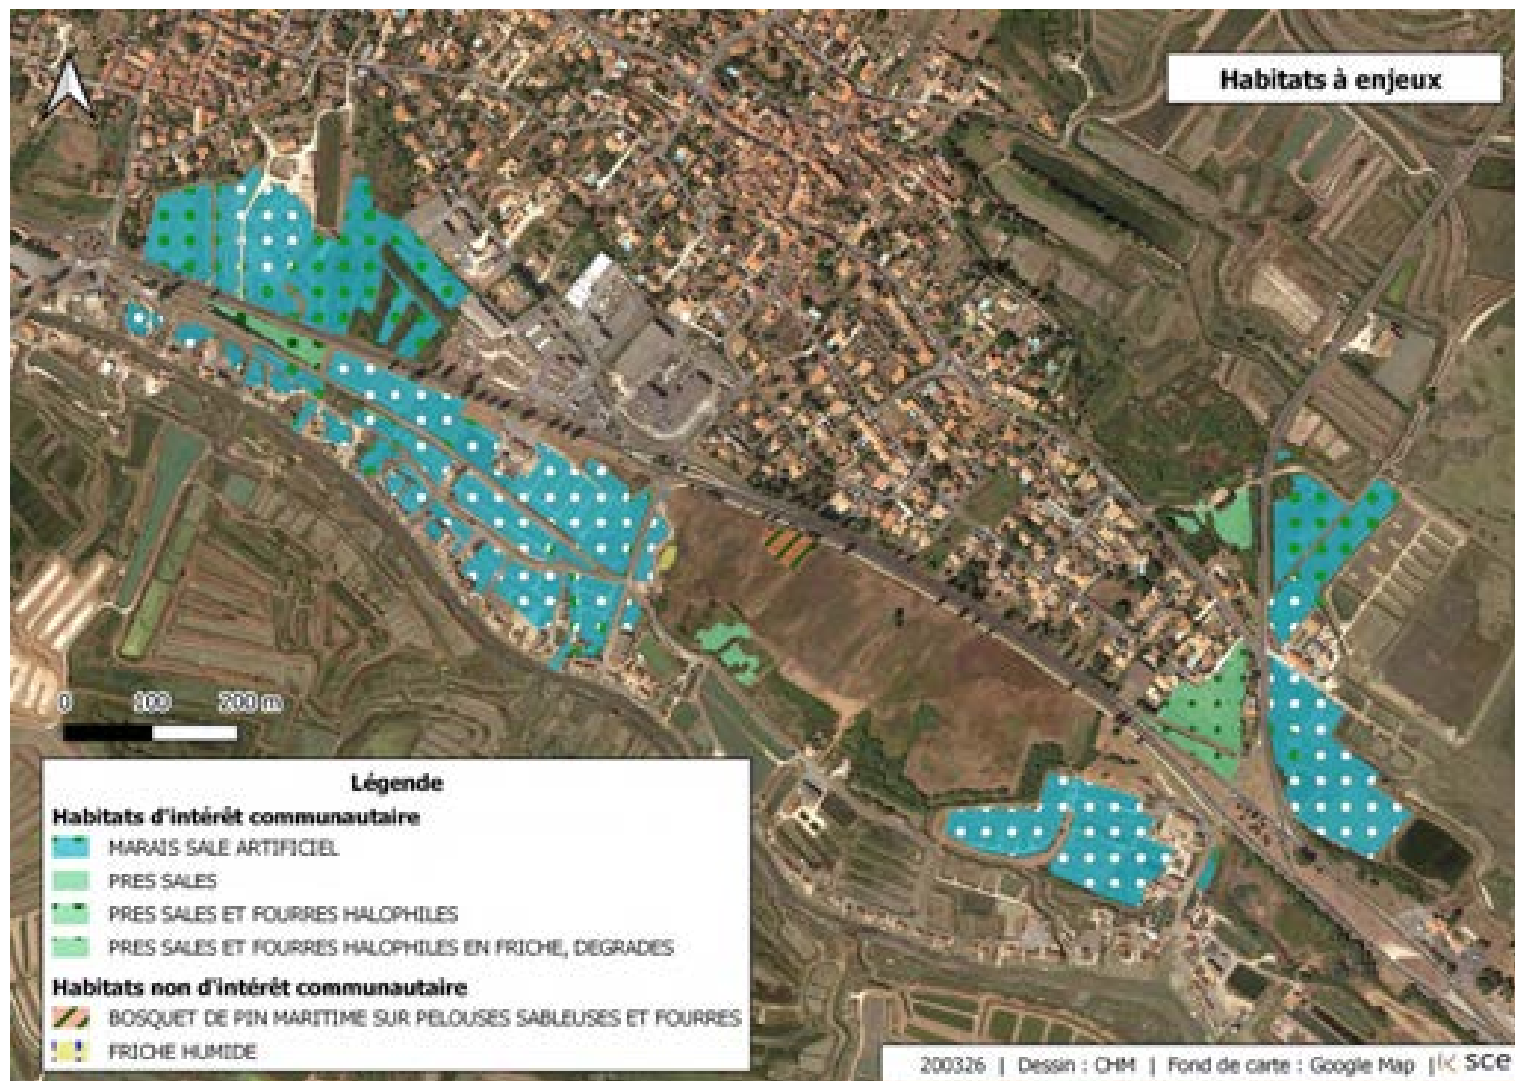 Habitats à enjeux
0 100 200 m
Légende
Habitats d'intérêt communautaire
MARAIS SALE ARTIFICIEL
PRES SALES
PRES SALES ET FOURRES HALOPHILES
PRES SALES ET FOURRES HALOPHILES EN FRICHE, DEGRADES
Habitats non d'intérêt communautaire
BOSQUET DE PIN MARITIME SUR PELOUSES SABLEUSES ET FOURRES
FRICHE HUMIDE
200326 | Dessin : CHM | Fond de carte : Google Map | sce